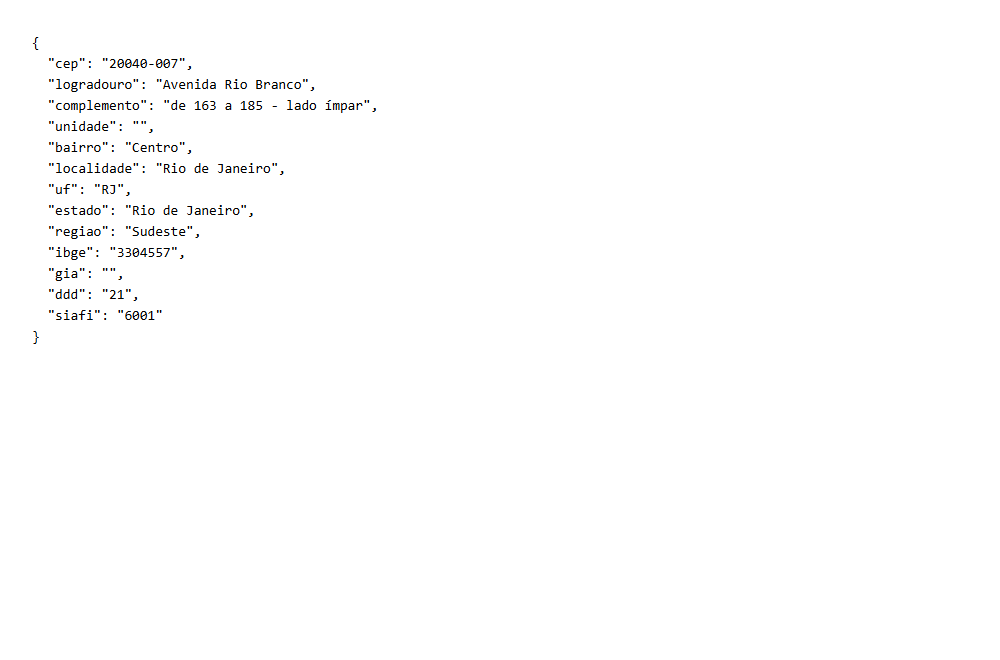 {
  "cep": "20040-007",
  "logradouro": "Avenida Rio Branco",
  "complemento": "de 163 a 185 - lado ímpar",
  "unidade": "",
  "bairro": "Centro",
  "localidade": "Rio de Janeiro",
  "uf": "RJ",
  "estado": "Rio de Janeiro",
  "regiao": "Sudeste",
  "ibge": "3304557",
  "gia": "",
  "ddd": "21",
  "siafi": "6001"
}